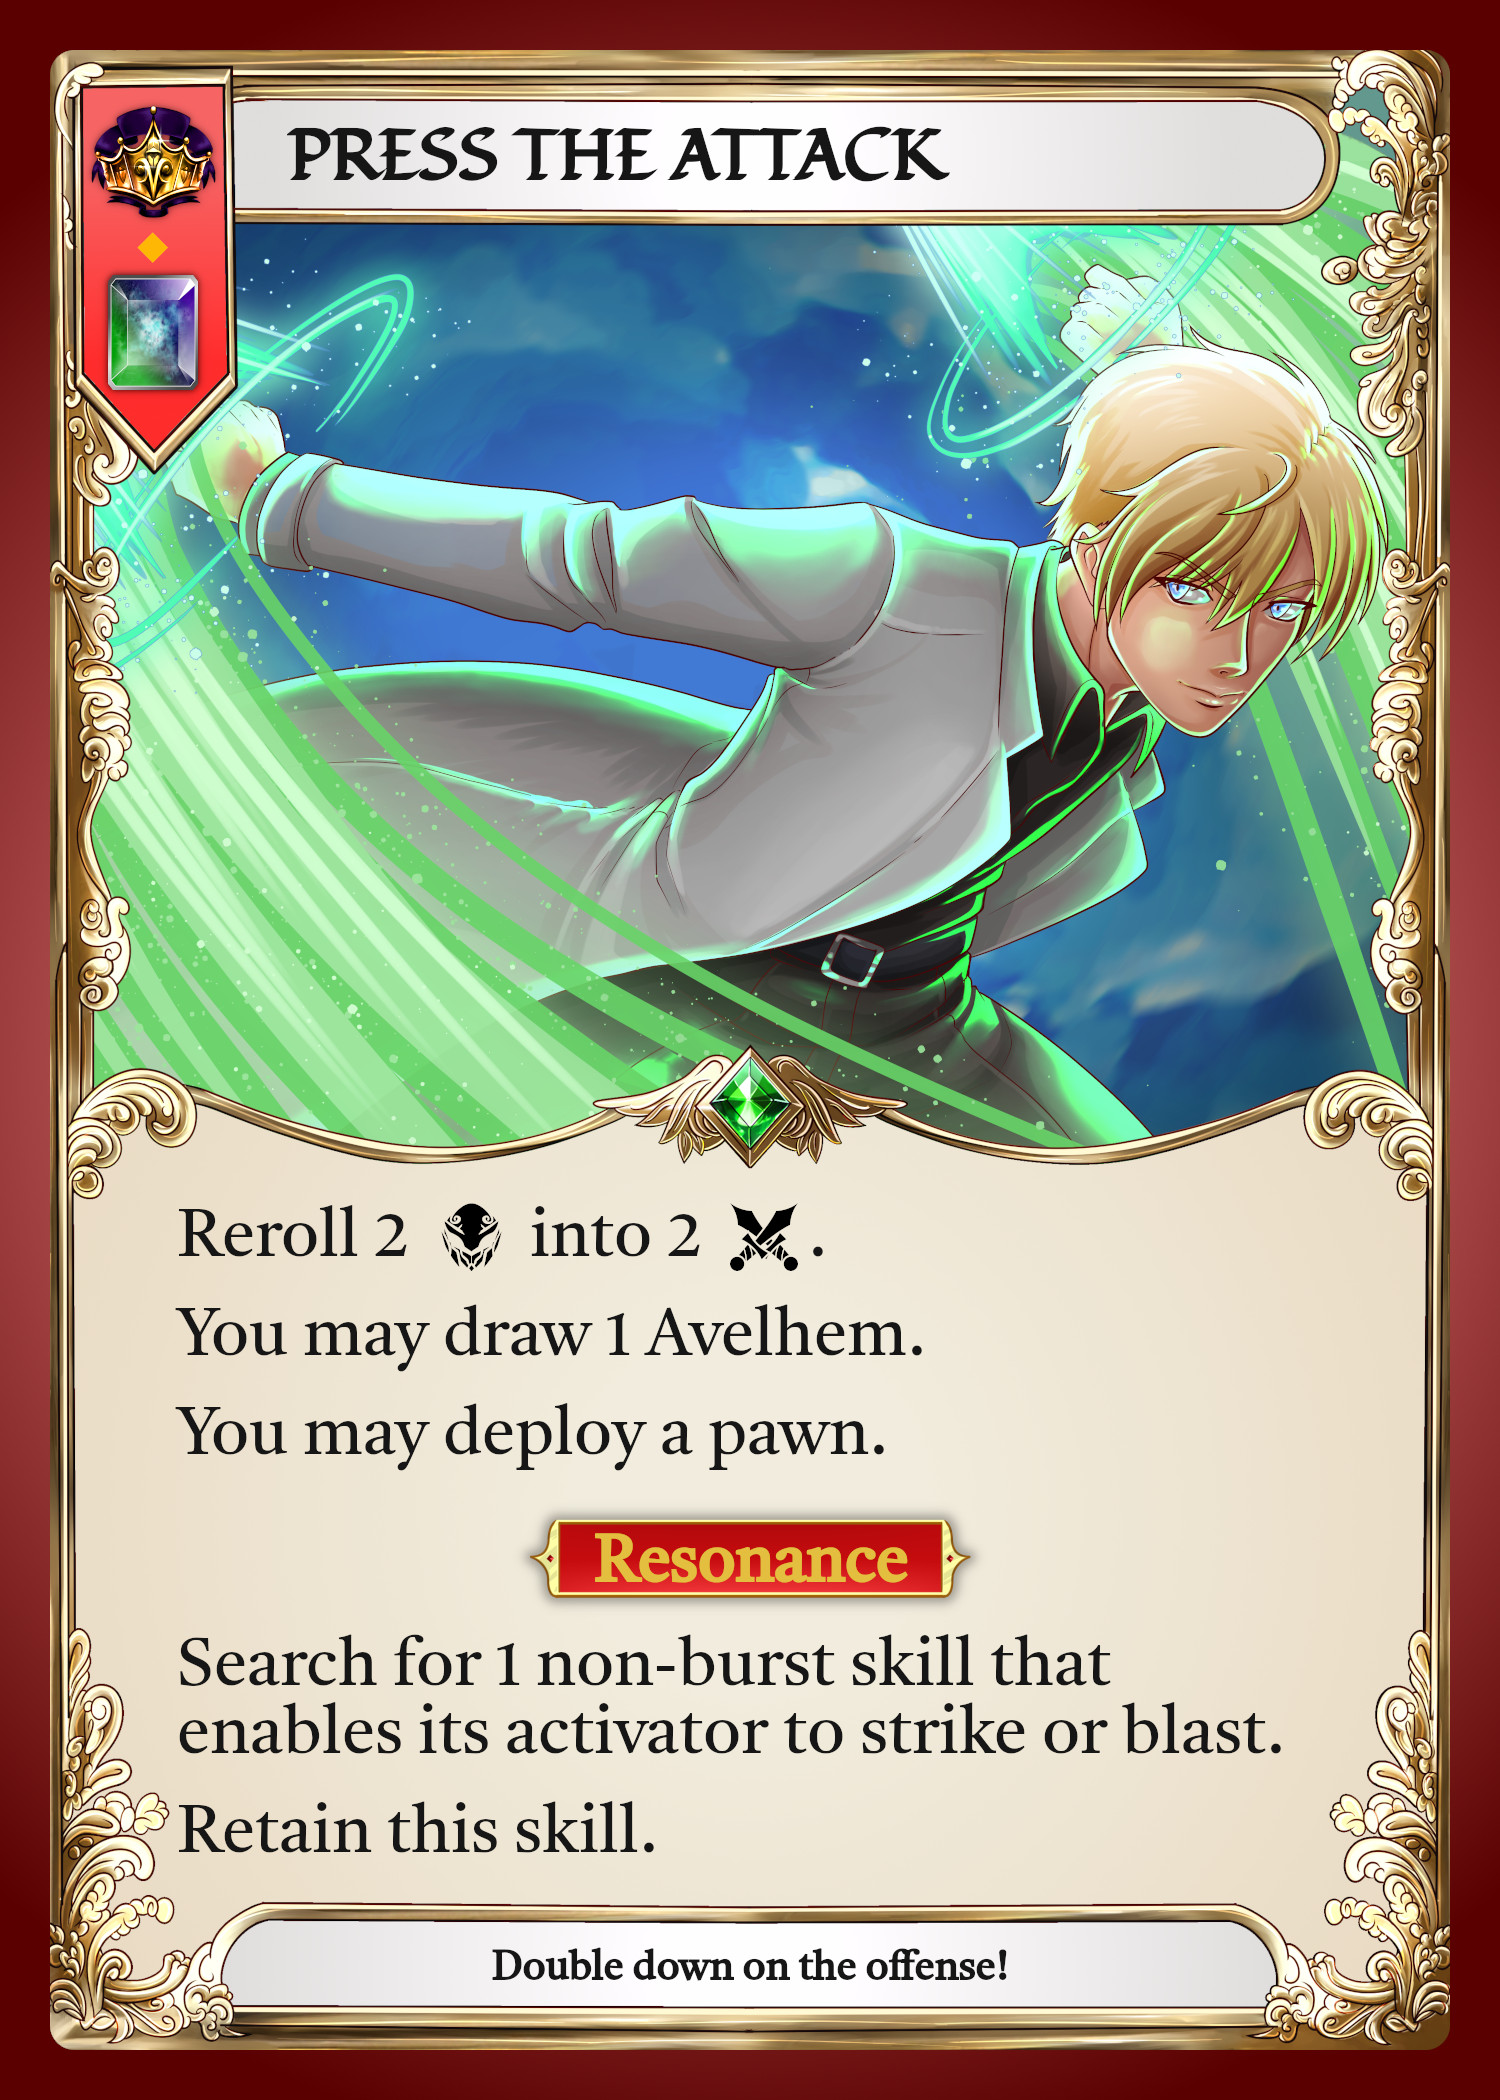 PRESS THE ATTACK
Reroll 2 into 2 .
You may draw 1 Avelhem.
You may deploy a pawn.
Resonance
Search for 1 non-burst skill that
enables its activator to strike or blast.
Retain this skill.
Double down on the offense!